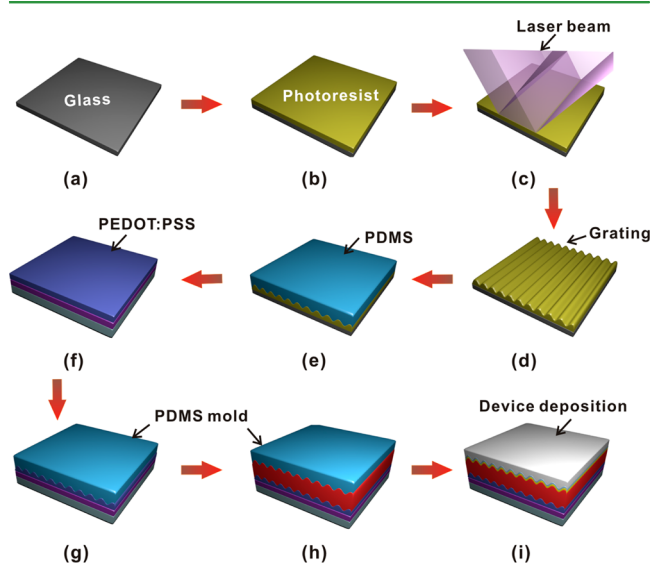 Laser beam
Glass
Photoresist
(a)
(b)
(c)
PEDOT:PSS
PDMS
Grating
(f)
(e)
(d)
PDMS mold
Device deposition
(g)
(h)
(i)